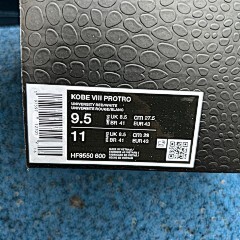 KOBE VIII PROTRO
UNIVERSITY RED/WHITE
UNIVERSITE ROUGE/BLANC
9.5 UK 8.5 cm 27.5
BR 41 EUR 43
11 UK 8.5 cm 28
BR 41 EUR 43
HF9550 600